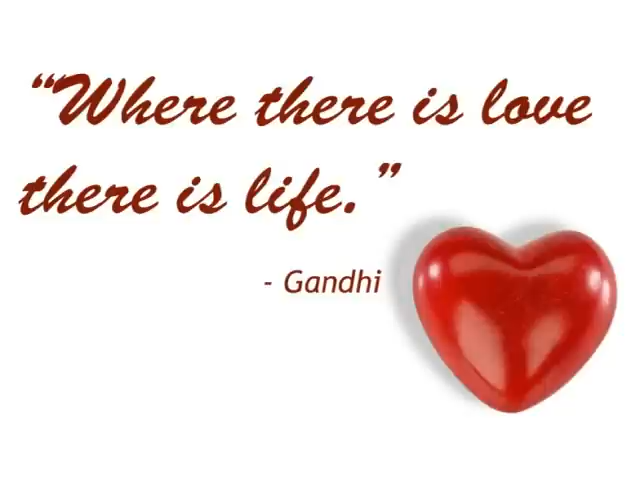 “Where there is love
there is life.”
- Gandhi